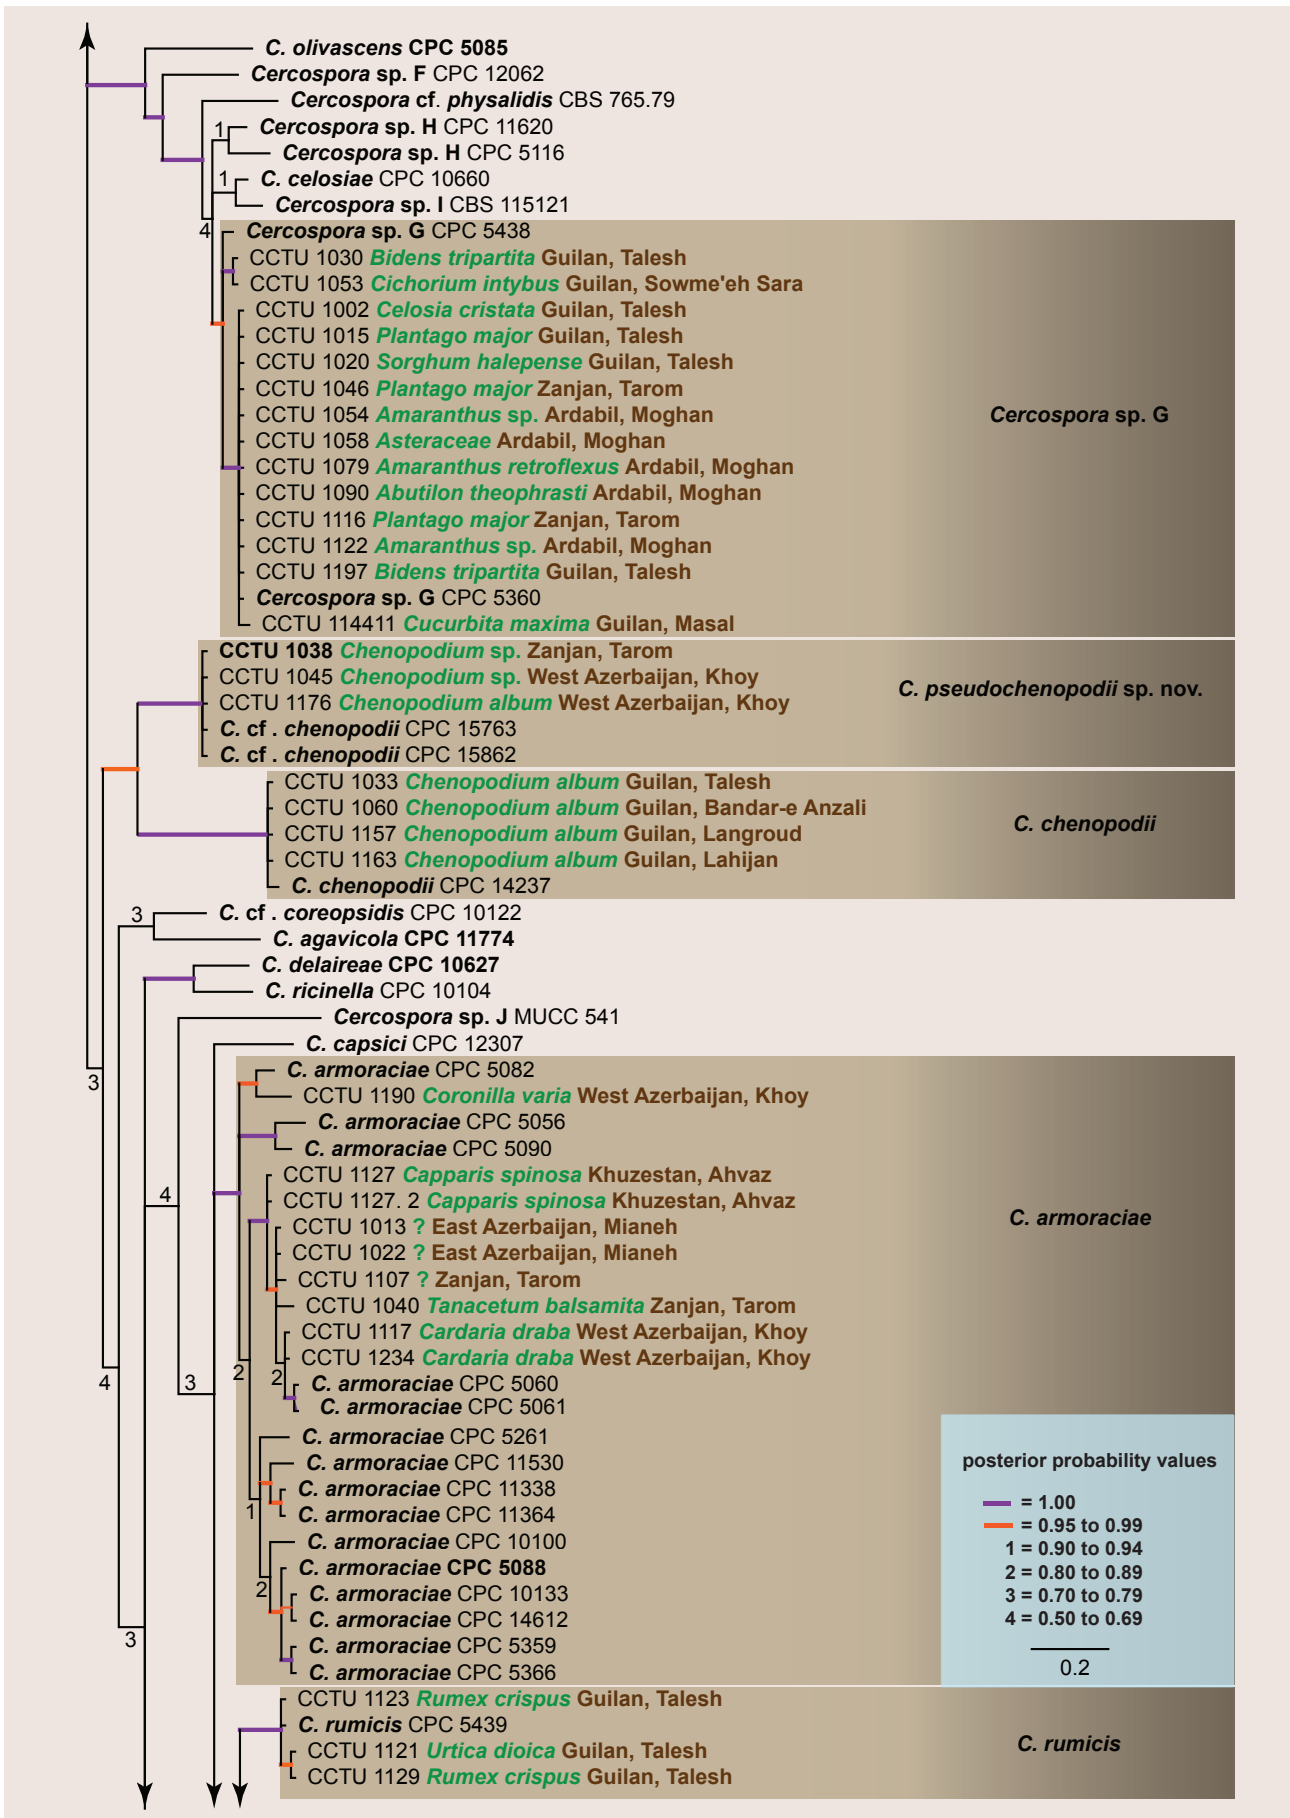 C. olivascens CPC 5085
Cercospora sp. F CPC 12062
Cercospora cf. physalidis CBS 765.79
1 Cercospora sp. H CPC 11620
Cercospora sp. H CPC 5116
1 C. celosiae CPC 10660
Cercospora sp. I CBS 115121
4
Cercospora sp. G CPC 5438
CCTU 1030 Bidens tripartita Guilan, Talesh
CCTU 1053 Cichorium intybus Guilan, Sowme'eh Sara
CCTU 1002 Celosia cristata Guilan, Talesh
CCTU 1015 Plantago major Guilan, Talesh
CCTU 1020 Sorghum halepense Guilan, Talesh
CCTU 1046 Plantago major Zanjan, Tarom
CCTU 1054 Amaranthus sp. Ardabil, Moghan
Cercospora sp. G
CCTU 1058 Asteraceae Ardabil, Moghan
CCTU 1079 Amaranthus retroflexus Ardabil, Moghan
CCTU 1090 Abutilon theophrasti Ardabil, Moghan
CCTU 1116 Plantago major Zanjan, Tarom
CCTU 1122 Amaranthus sp. Ardabil, Moghan
CCTU 1197 Bidens tripartita Guilan, Talesh
Cercospora sp. G CPC 5360
CCTU 114411 Cucurbita maxima Guilan, Masal
CCTU 1038 Chenopodium sp. Zanjan, Tarom
CCTU 1045 Chenopodium sp. West Azerbaijan, Khoy
C. pseudochenopodii sp. nov.
CCTU 1176 Chenopodium album West Azerbaijan, Khoy
C. cf . chenopodii CPC 15763
C. cf . chenopodii CPC 15862
CCTU 1033 Chenopodium album Guilan, Talesh
CCTU 1060 Chenopodium album Guilan, Bandar-e Anzali
C. chenopodii
CCTU 1157 Chenopodium album Guilan, Langroud
CCTU 1163 Chenopodium album Guilan, Lahijan
C. chenopodii CPC 14237
3 C. cf . coreopsidis CPC 10122
C. agavicola CPC 11774
C. delaireae CPC 10627
C. ricinella CPC 10104
Cercospora sp. J MUCC 541
C. capsici CPC 12307
C. armoraciae CPC 5082
3
CCTU 1190 Coronilla varia West Azerbaijan, Khoy
C. armoraciae CPC 5056
C. armoraciae CPC 5090
CCTU 1127 Capparis spinosa Khuzestan, Ahvaz
4
CCTU 1127. 2 Capparis spinosa Khuzestan, Ahvaz
C. armoraciae
CCTU 1013 ? East Azerbaijan, Mianeh
CCTU 1022 ? East Azerbaijan, Mianeh
CCTU 1107 ? Zanjan, Tarom
CCTU 1040 Tanacetum balsamita Zanjan, Tarom
CCTU 1117 Cardaria draba West Azerbaijan, Khoy
CCTU 1234 Cardaria draba West Azerbaijan, Khoy
4 3 2 2
C. armoraciae CPC 5060
C. armoraciae CPC 5061
C. armoraciae CPC 5261
C. armoraciae CPC 11530
C. armoraciae CPC 11338
1
C. armoraciae CPC 11364
C. armoraciae CPC 10100
C. armoraciae CPC 5088
2
C. armoraciae CPC 10133
C. armoraciae CPC 14612
3
C. armoraciae CPC 5359
C. armoraciae CPC 5366
posterior probability values
= 1.00
= 0.95 to 0.99
1 = 0.90 to 0.94
2 = 0.80 to 0.89
3 = 0.70 to 0.79
4 = 0.50 to 0.69
0.2
CCTU 1123 Rumex crispus Guilan, Talesh
C. rumicis CPC 5439
C. rumicis
CCTU 1121 Urtica dioica Guilan, Talesh
CCTU 1129 Rumex crispus Guilan, Talesh